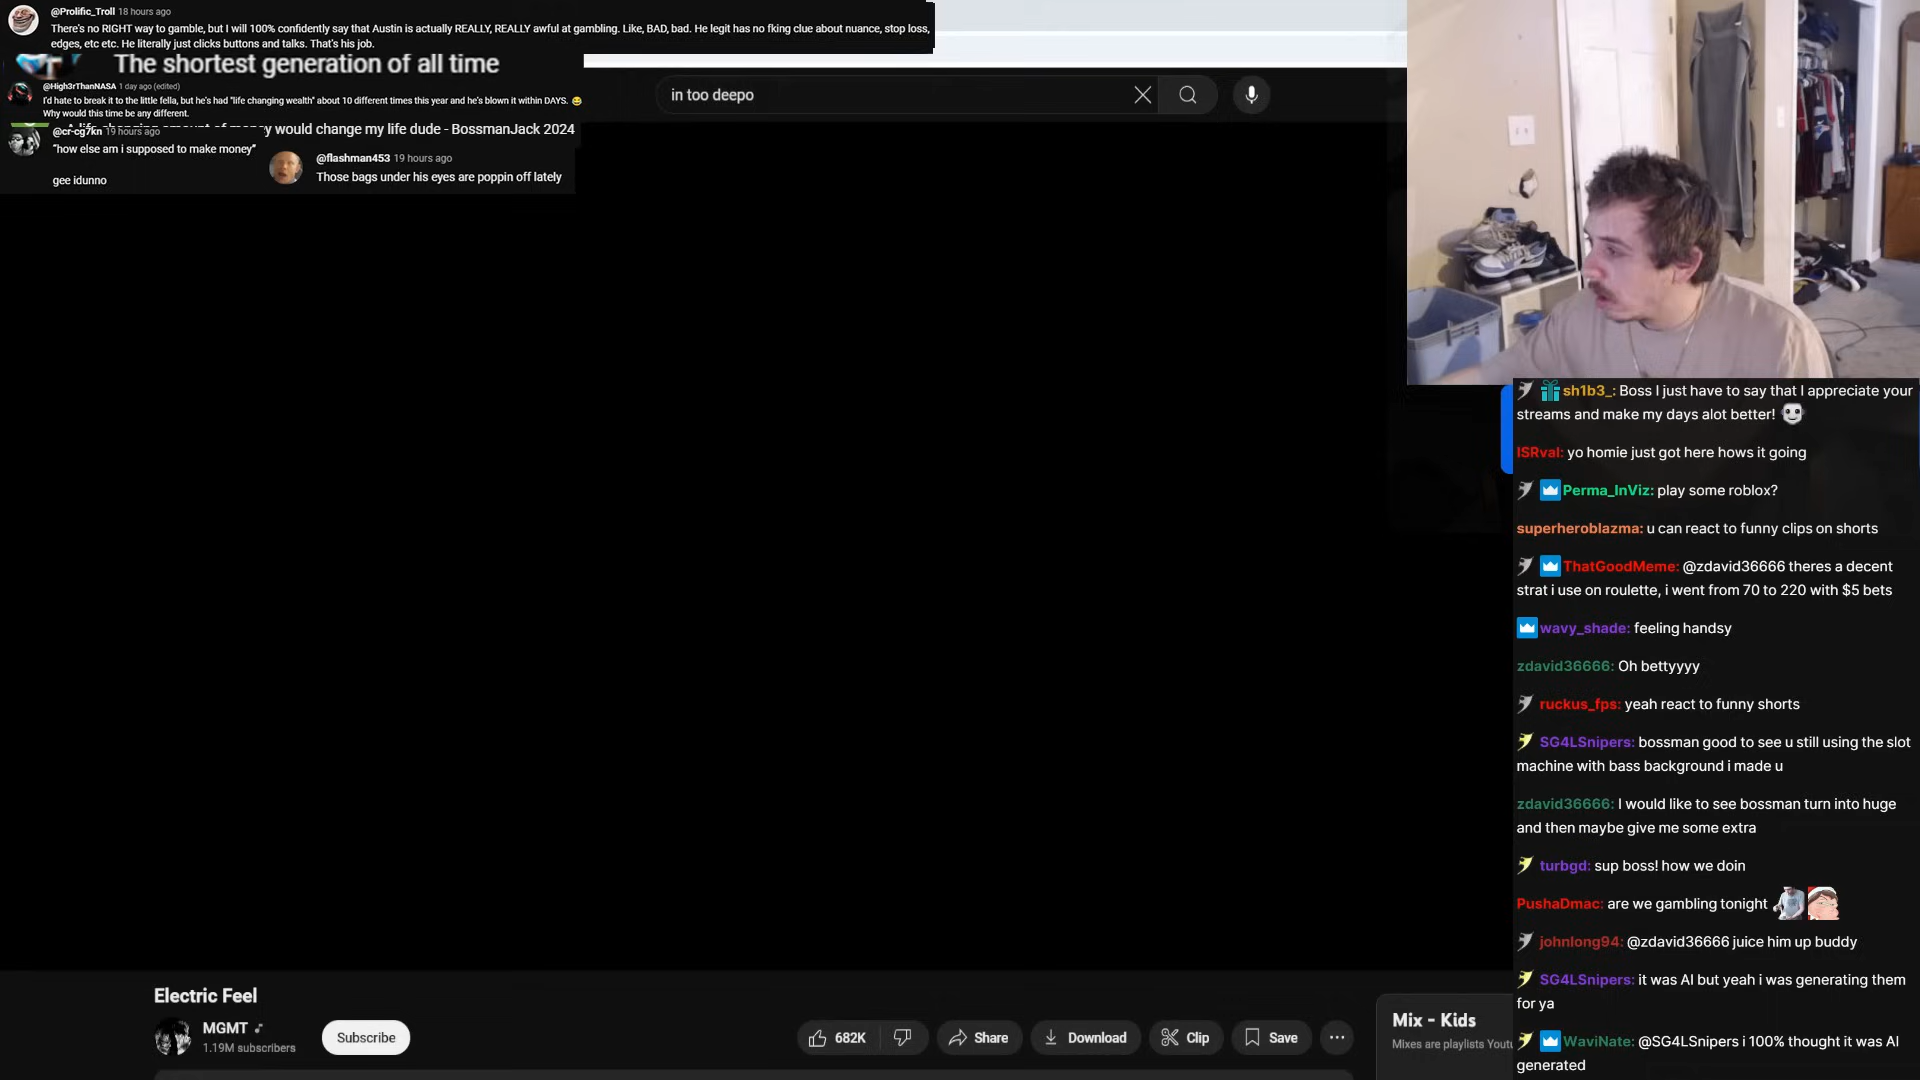 @Prolific_Troll 18 hours ago
There's no RIGHT way to gamble, but I will 100% confidently say that Austin is actually REALLY, REALLY awful at gambling. Like, BAD, bad. He legit has no fking clue about nuance, stop loss,
edges, etc etc. He literally just clicks buttons and talks. That's his job.
The shortest generation of all time
@High3rThanNASA 1 day ago (edited)
I'd hate to break it to the little fella, but he's had "life changing wealth" about 10 different times this year and he's blown it within DAYS. 😂
Why would this time be any different.
A life changing amount of money would change my life dude - BossmanJack 2024
@cr-cg7kn 19 hours ago
"how else am i supposed to make money"
gee idunno
@flashman453 19 hours ago
Those bags under his eyes are poppin off lately
in too deepo
sh1b3_: Boss I just have to say that I appreciate your
streams and make my days alot better!
ISRval: yo homie just got here hows it going
Perma_InViz: play some roblox?
superheroblazma: u can react to funny clips on shorts
ThatGoodMeme: @zdavid36666 theres a decent
strat i use on roulette, i went from 70 to 220 with $5 bets
wavy_shade: feeling handsy
zdavid36666: Oh bettyyyy
ruckus_fps: yeah react to funny shorts
SG4LSnipers: bossman good to see u still using the slot
machine with bass background i made u
zdavid36666: I would like to see bossman turn into huge
and then maybe give me some extra
turbgd: sup boss! how we doin
PushaDmac: are we gambling tonight
johnlong94: @zdavid36666 juice him up buddy
SG4LSnipers: it was AI but yeah i was generating them
for ya
WaviNate: @SG4LSnipers i 100% thought it was AI
generated
Electric Feel
MGMT
1.19M subscribers
Subscribe
682K
Share
Download
Clip
Save
Mix - Kids
Mixes are playlists Youtu